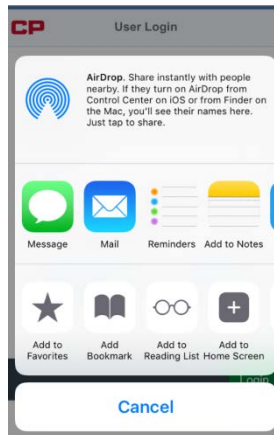 CP User Login
AirDrop. Share instantly with people
nearby. If they turn on AirDrop from
Control Center on iOS or from Finder on
the Mac, you'll see their names here.
Just tap to share.
Message Mail Reminders Add to Notes
Add to Favorites
Add Bookmark
Add to Reading List
Add to Home Screen
Login
Cancel